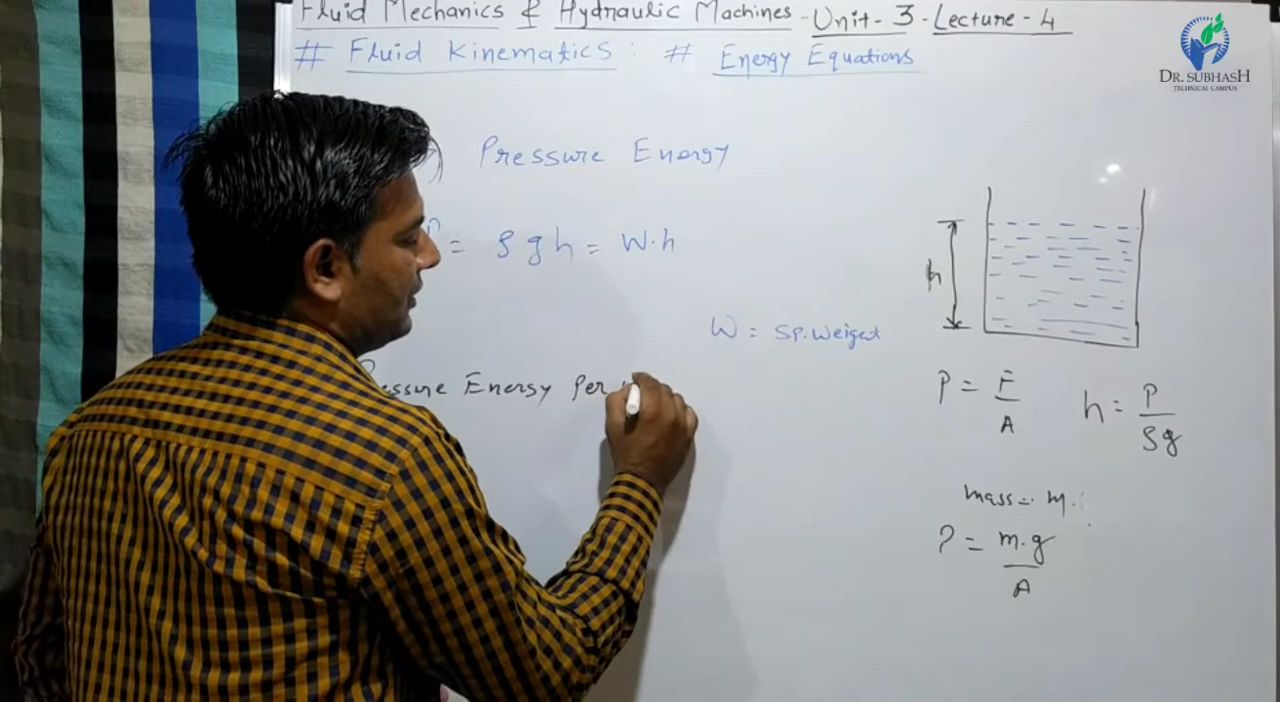 Fluid Mechanics & Hydraulic Machines - Unit - 3 - Lecture - 4
# Fluid Kinematics : # Energy Equations
DR. SUBHASH
TECHNICAL CAMPUS
) Pressure Energy
P = ρgh = W.h
h
W = SP. Weight
Pressure Energy Per
P = F/A
h = P/ρg
mass = m.
P = m.g/A